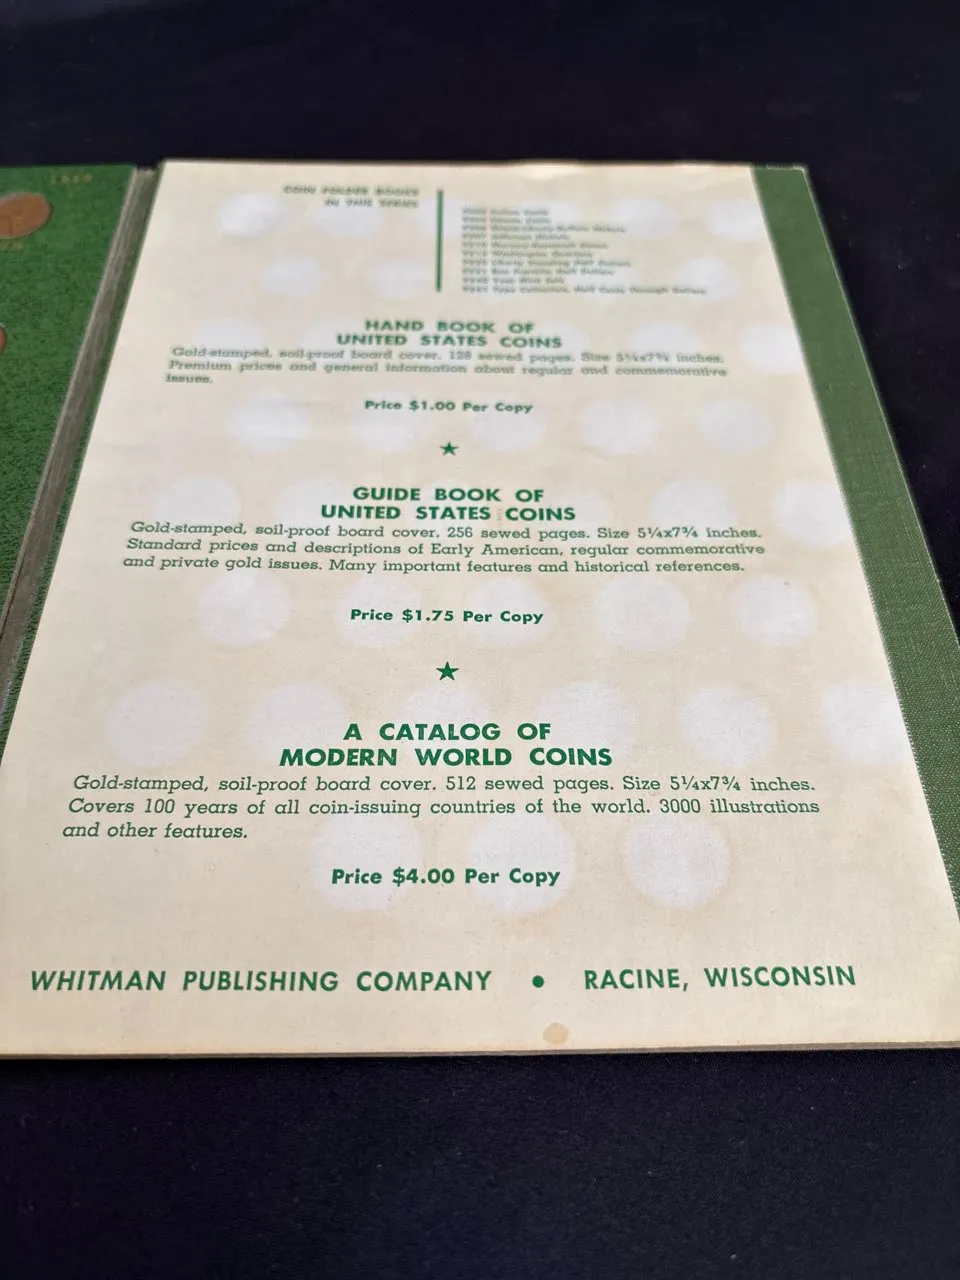 COIN FOLDER BOOKS
IN THIS SERIES
HAND BOOK OF
UNITED STATES COINS
Gold-stamped, soil-proof board cover. 128 sewed pages. Size 5¼x7¾ inches.
Premium prices and general information about regular and commemorative
issues.
Price $1.00 Per Copy
★
GUIDE BOOK OF
UNITED STATES COINS
Gold-stamped, soil-proof board cover. 256 sewed pages. Size 5¼x7¾ inches.
Standard prices and descriptions of Early American, regular commemorative
and private gold issues. Many important features and historical references.
Price $1.75 Per Copy
★
A CATALOG OF
MODERN WORLD COINS
Gold-stamped, soil-proof board cover. 512 sewed pages. Size 5¼x7¾ inches.
Covers 100 years of all coin-issuing countries of the world. 3000 illustrations
and other features.
Price $4.00 Per Copy
WHITMAN PUBLISHING COMPANY • RACINE, WISCONSIN